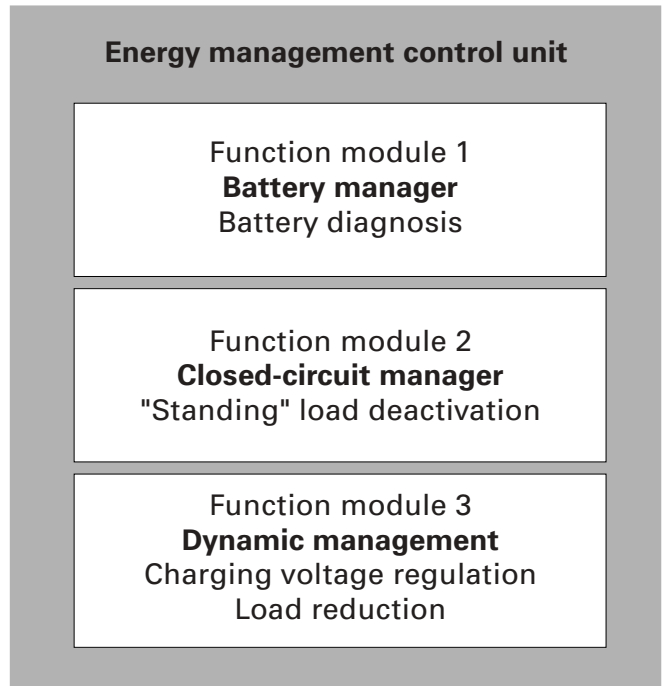 Energy management control unit
Function module 1
Battery manager
Battery diagnosis
Function module 2
Closed-circuit manager
"Standing" load deactivation
Function module 3
Dynamic management
Charging voltage regulation
Load reduction